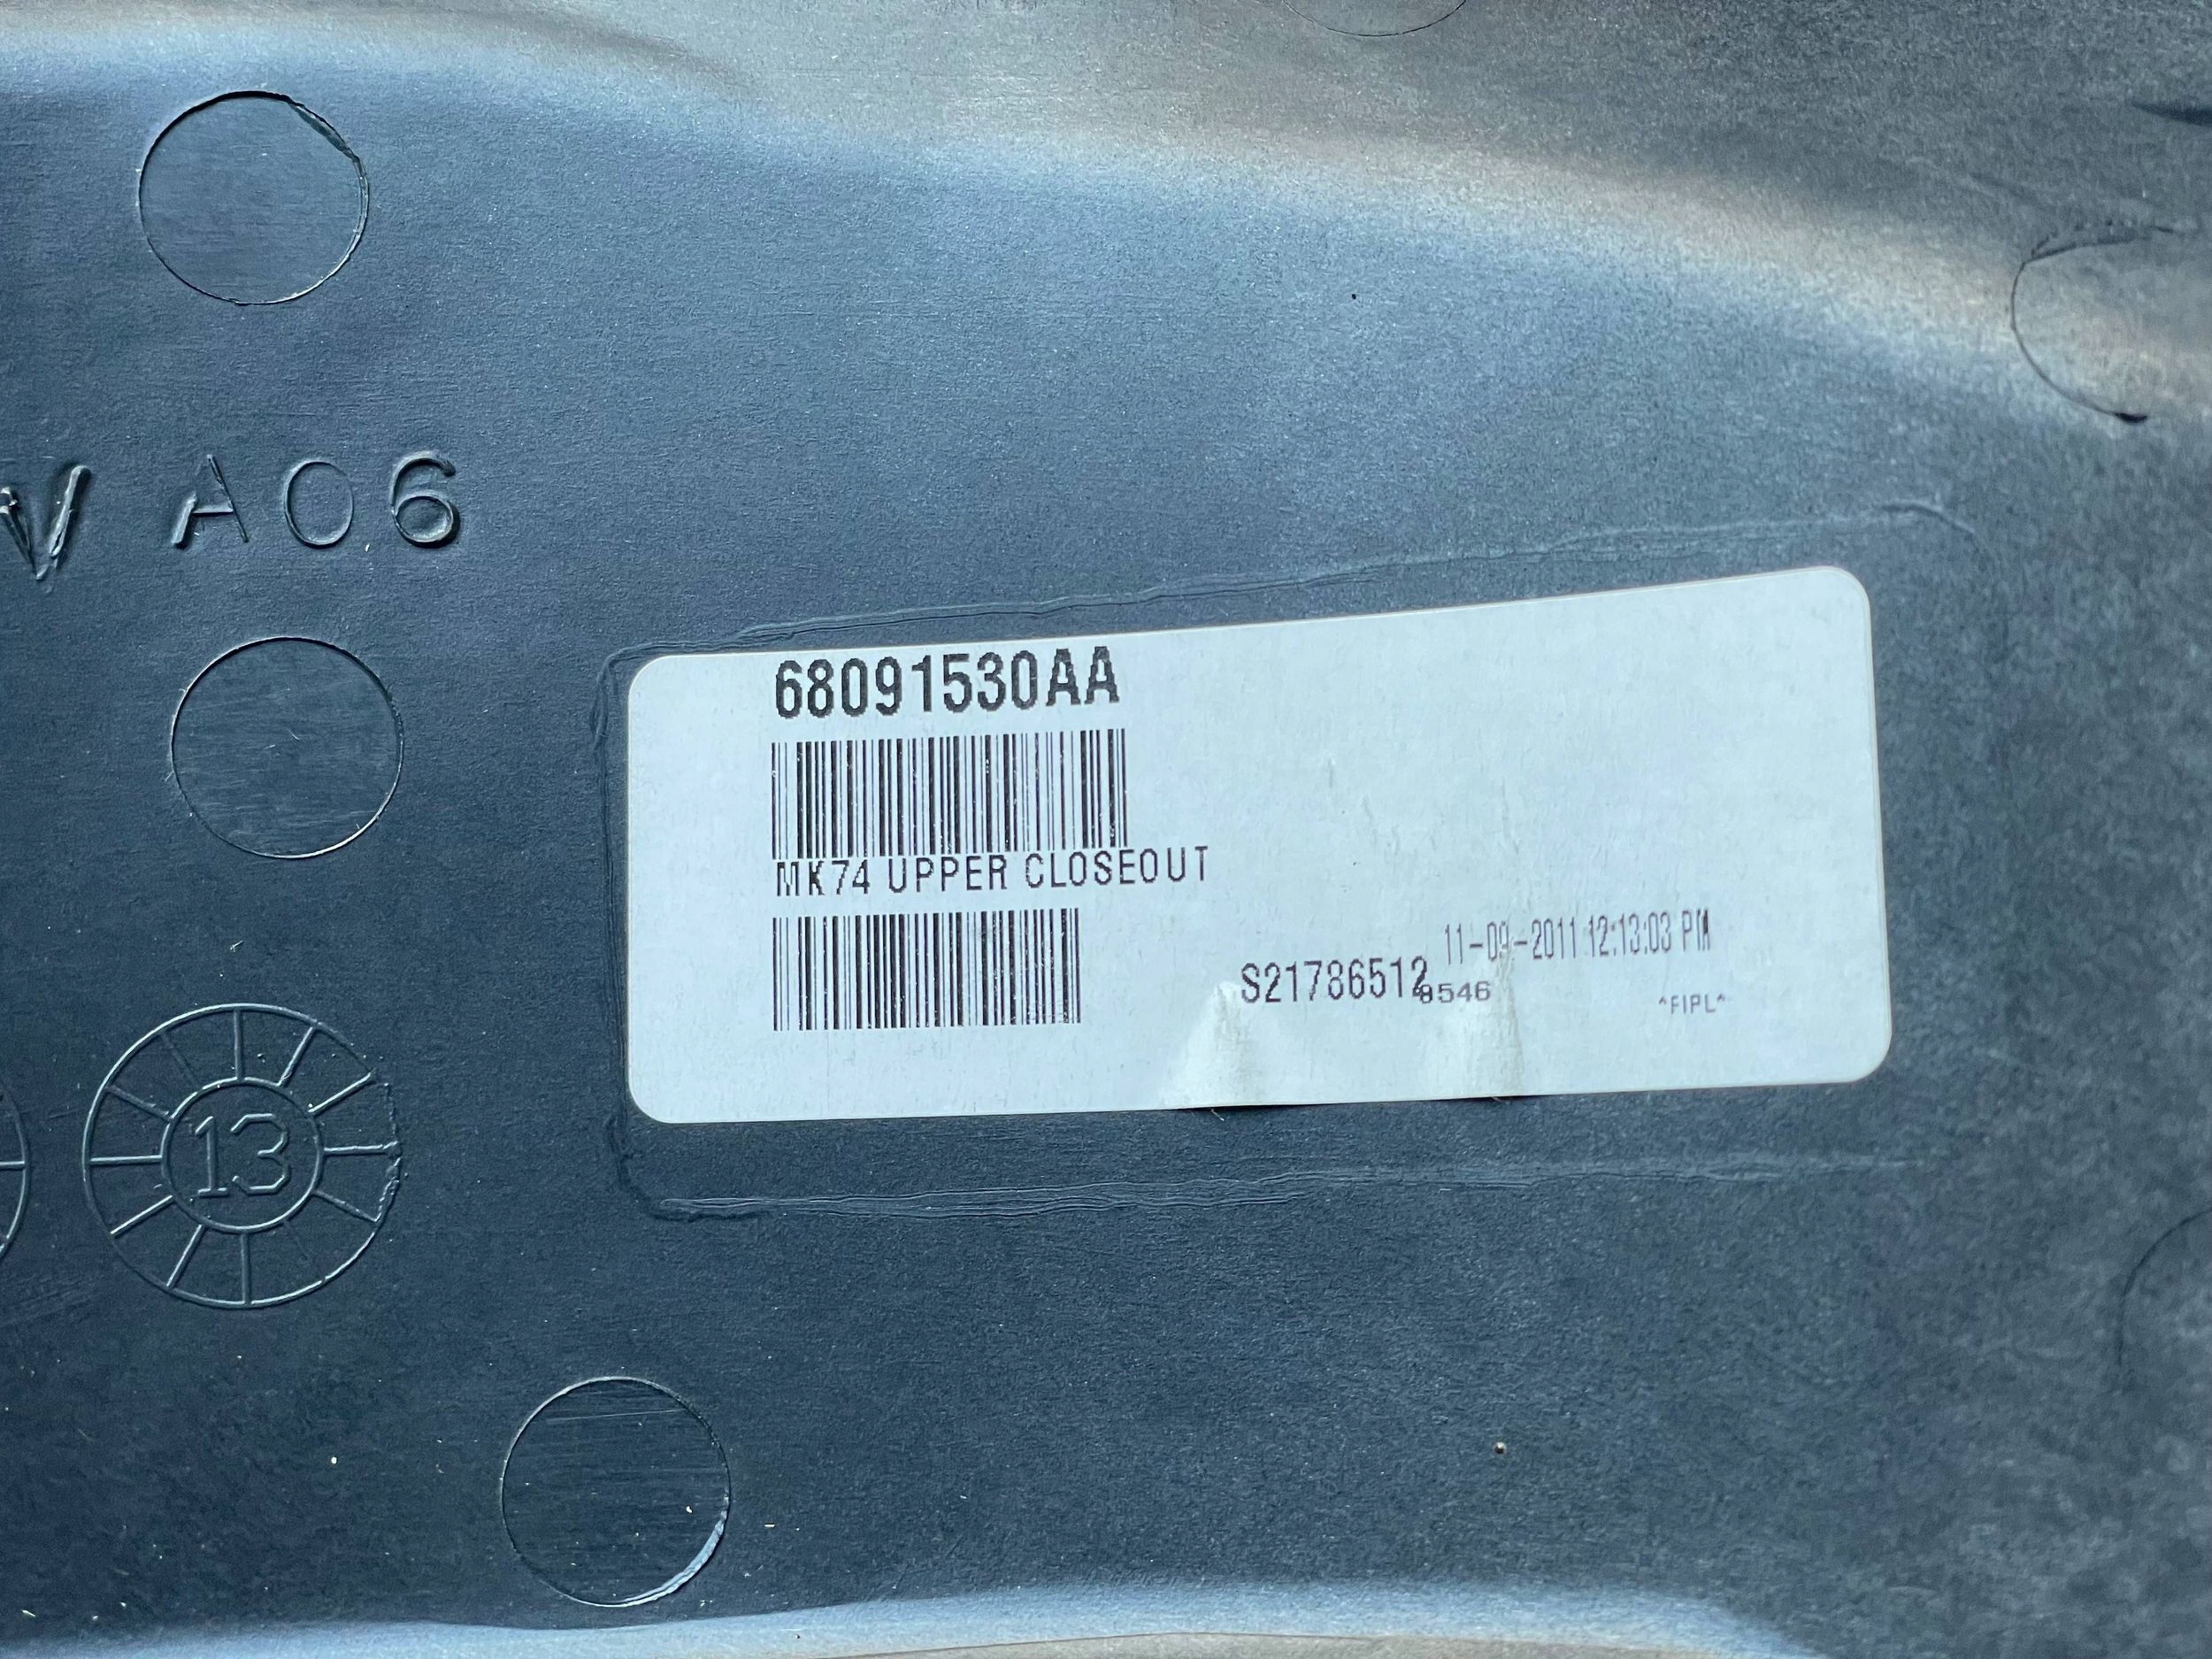 V A06
68091530AA
MK74 UPPER CLOSEOUT
11-09-2011 12:13:03 PM
S21786512
8546
^FIPL^
13